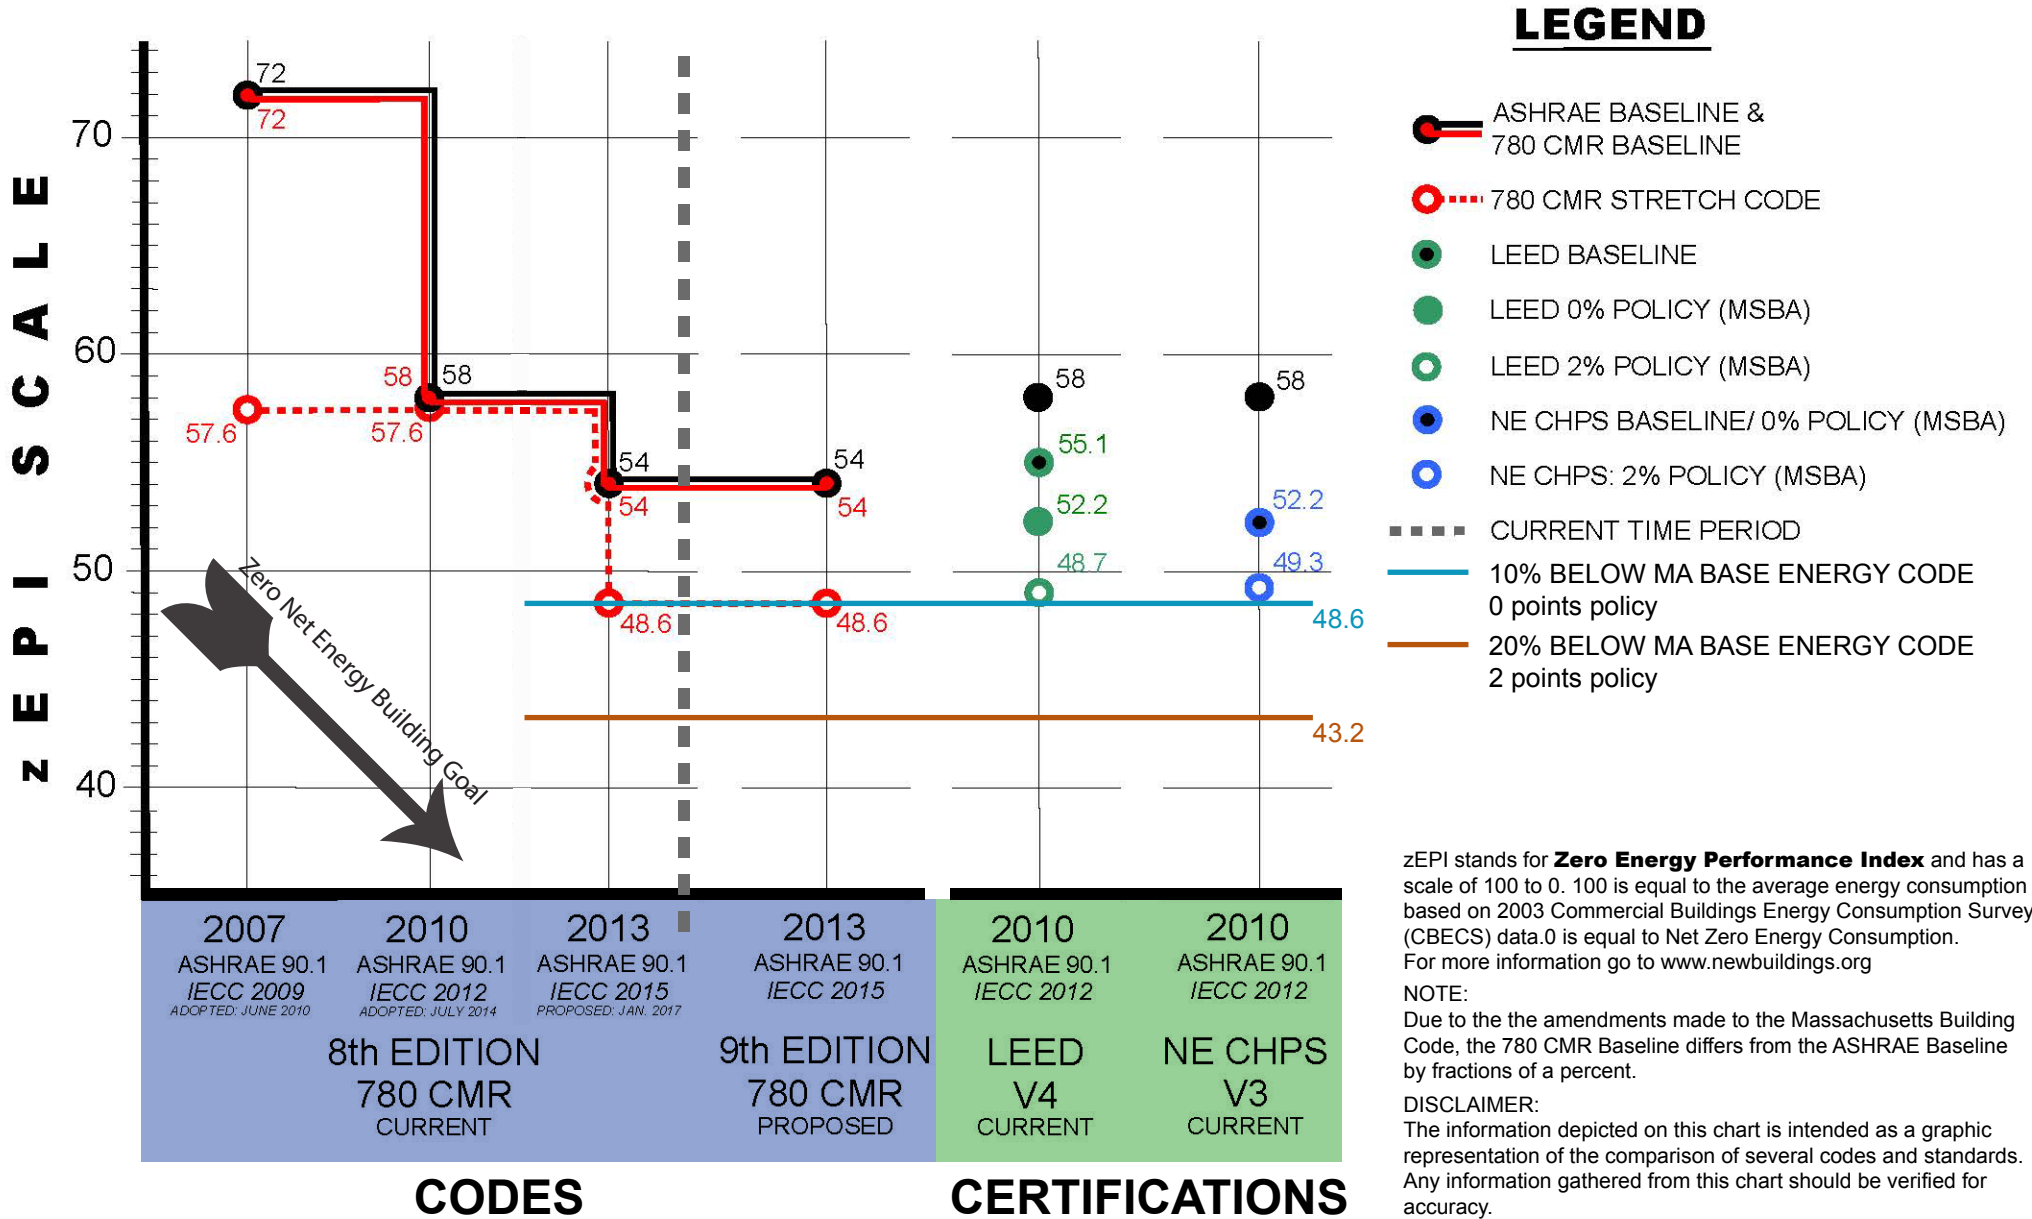 LEGEND
ASHRAE BASELINE &
780 CMR BASELINE
780 CMR STRETCH CODE
LEED BASELINE
LEED 0% POLICY (MSBA)
LEED 2% POLICY (MSBA)
NE CHPS BASELINE/ 0% POLICY (MSBA)
NE CHPS: 2% POLICY (MSBA)
CURRENT TIME PERIOD
10% BELOW MA BASE ENERGY CODE
0 points policy
20% BELOW MA BASE ENERGY CODE
2 points policy
zEPI SCALE
70
60
50
40
72
72
58
58
57.6
57.6
54
54
54
54
48.6
48.6
58
55.1
52.2
48.7
58
52.2
49.3
48.6
43.2
Zero Net Energy Building Goal
2007
ASHRAE 90.1
IECC 2009
ADOPTED: JUNE 2010
2010
ASHRAE 90.1
IECC 2012
ADOPTED: JULY 2014
2013
ASHRAE 90.1
IECC 2015
PROPOSED: JAN. 2017
2013
ASHRAE 90.1
IECC 2015
2010
ASHRAE 90.1
IECC 2012
2010
ASHRAE 90.1
IECC 2012
8th EDITION
780 CMR
CURRENT
9th EDITION
780 CMR
PROPOSED
LEED
V4
CURRENT
NE CHPS
V3
CURRENT
CODES
CERTIFICATIONS
zEPI stands for Zero Energy Performance Index and has a
scale of 100 to 0. 100 is equal to the average energy consumption
based on 2003 Commercial Buildings Energy Consumption Survey
(CBECS) data.0 is equal to Net Zero Energy Consumption.
For more information go to www.newbuildings.org
NOTE:
Due to the the amendments made to the Massachusetts Building
Code, the 780 CMR Baseline differs from the ASHRAE Baseline
by fractions of a percent.
DISCLAIMER:
The information depicted on this chart is intended as a graphic
representation of the comparison of several codes and standards.
Any information gathered from this chart should be verified for
accuracy.